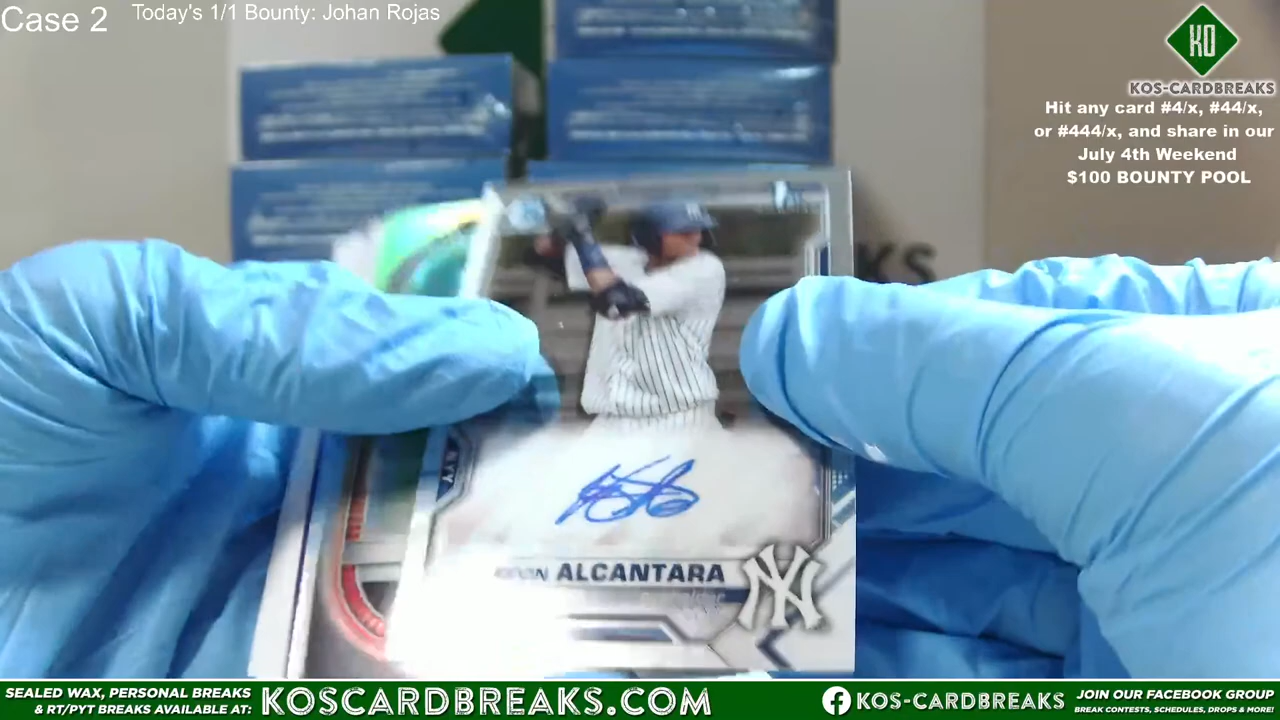 Case 2
Today's 1/1 Bounty: Johan Rojas
KO
KOS-CARDBREAKS
Hit any card #4/x, #44/x,
or #444/x, and share in our
July 4th Weekend
$100 BOUNTY POOL
KS
NYY
ALCANTARA
NY
SEALED WAX, PERSONAL BREAKS
& RT/PYT BREAKS AVAILABLE AT:
KOSCARDBREAKS.COM
KOS-CARDBREAKS
JOIN OUR FACEBOOK GROUP
BREAK CONTESTS, SCHEDULES, DROPS & MORE!